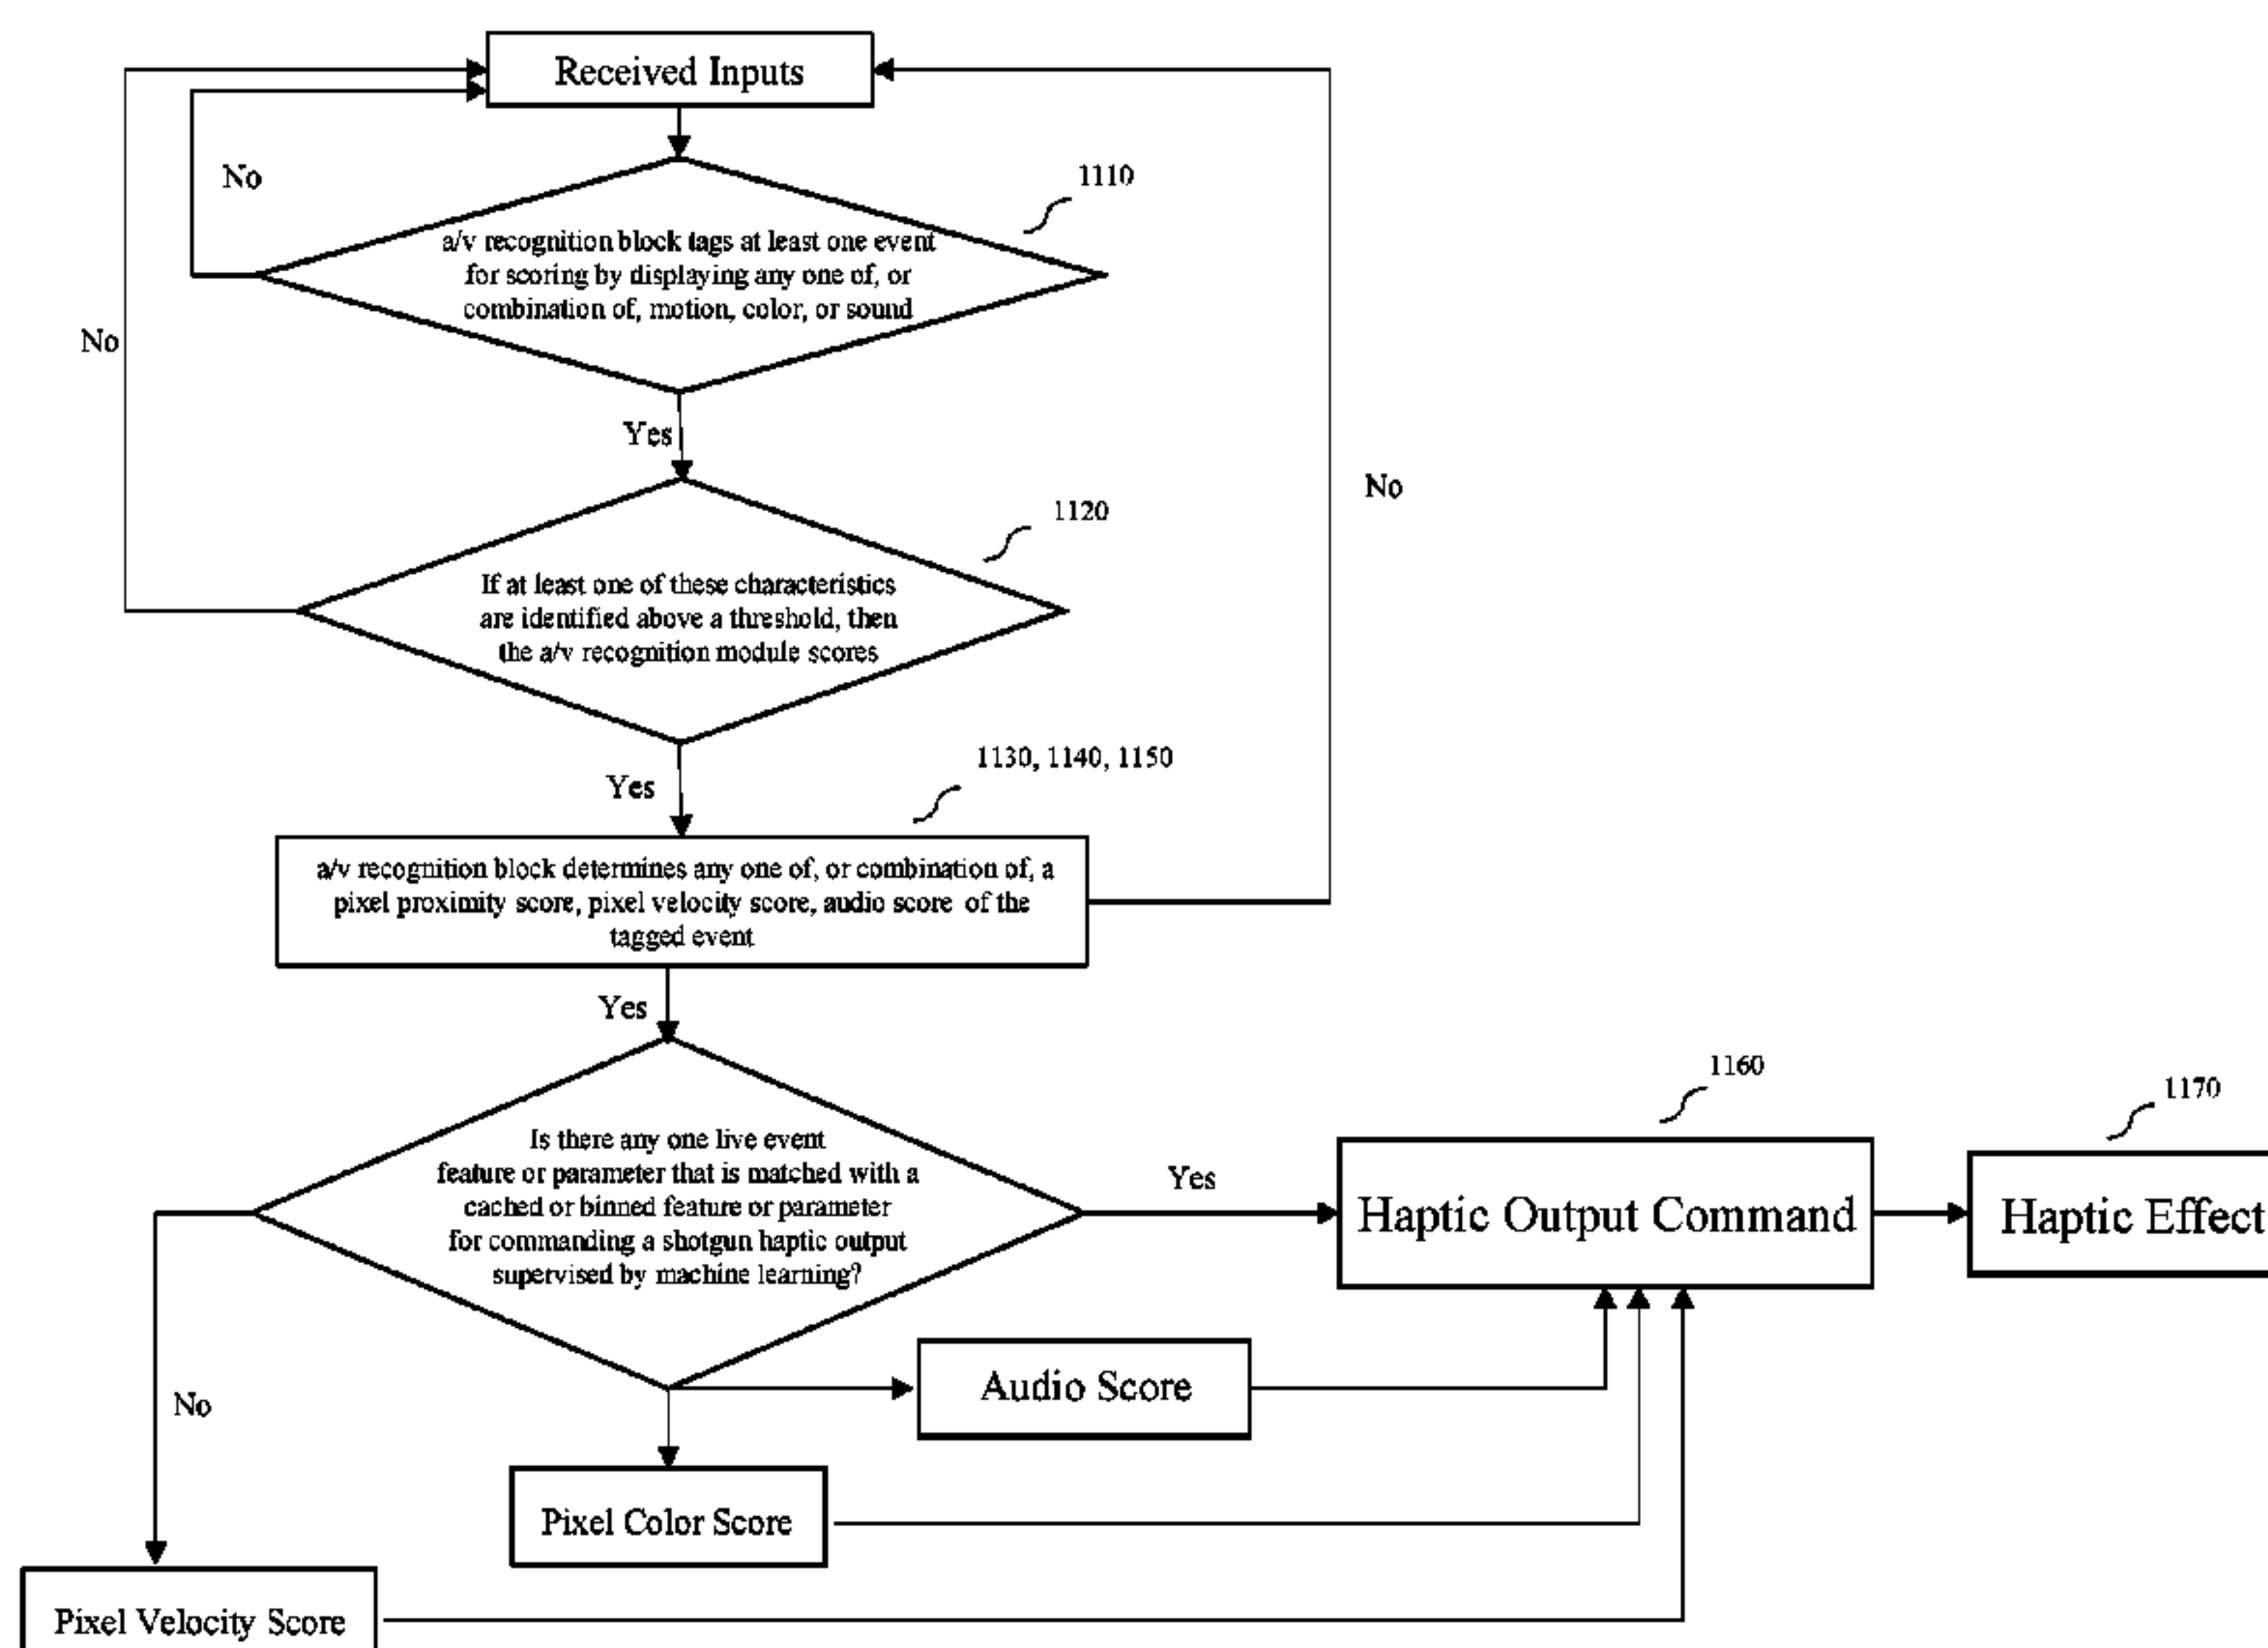 Received Inputs
No
1110
a/v recognition block tags at least one event
for scoring by displaying any one of, or
combination of, motion, color, or sound
No
Yes
No
1120
If at least one of these characteristics
are identified above a threshold, then
the a/v recognition module scores
1130, 1140, 1150
Yes
a/v recognition block determines any one of, or combination of, a
pixel proximity score, pixel velocity score, audio score of the
tagged event
Yes
1160
1170
Is there any one live event
feature or parameter that is matched with a
cached or binned feature or parameter
for commanding a shotgun haptic output
supervised by machine learning?
Yes
Haptic Output Command
Haptic Effect
Audio Score
No
Pixel Color Score
Pixel Velocity Score